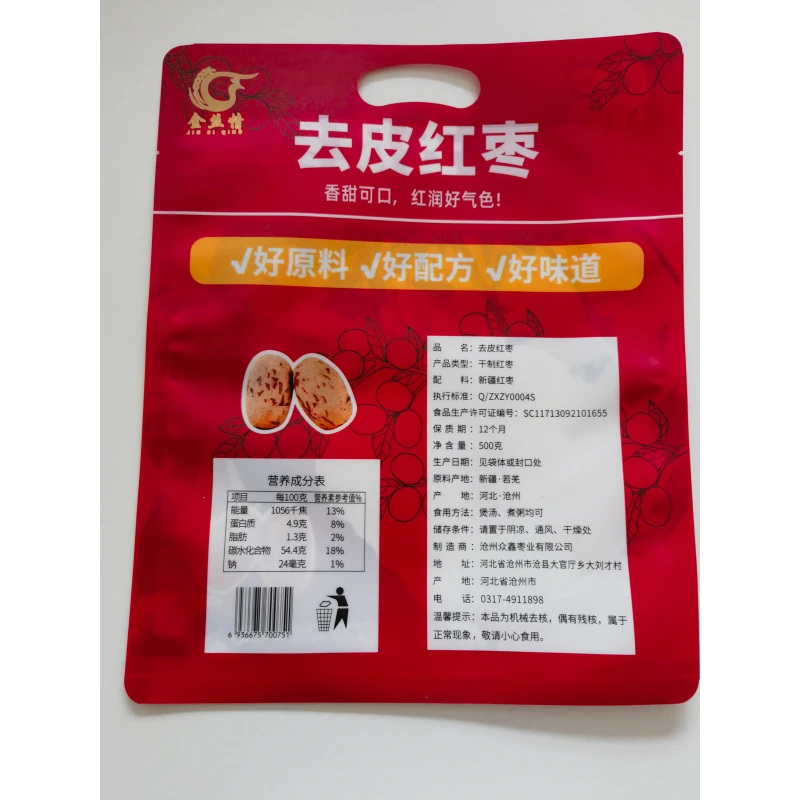 金丝情
JIN SI QING
去皮红枣
香甜可口，红润好气色！
√好原料 √好配方 √好味道
品 名：去皮红枣
产品类型：干制红枣
配 料：新疆红枣
执行标准：Q/ZXZY0004S
食品生产许可证编号：SC11713092101655
保 质 期：12个月
净 含 量：500克
生产日期：见袋体或封口处
原料产地：新疆·若羌
产 地：河北·沧州
食用方法：煲汤、煮粥均可
储存条件：请置于阴凉、通风、干燥处
制 造 商：沧州众鑫枣业有限公司
地 址：河北省沧州市沧县大官厅乡大刘才村
产 地：河北省沧州市
电 话：0317-4911898
温馨提示：本品为机械去核，偶有残核，属于
正常现象，敬请小心食用。
营养成分表
项目 每100克 营养素参考值%
能量 1056千焦 13%
蛋白质 4.9克 8%
脂肪 1.3克 2%
碳水化合物 54.4克 18%
钠 24毫克 1%
6 936675 700751